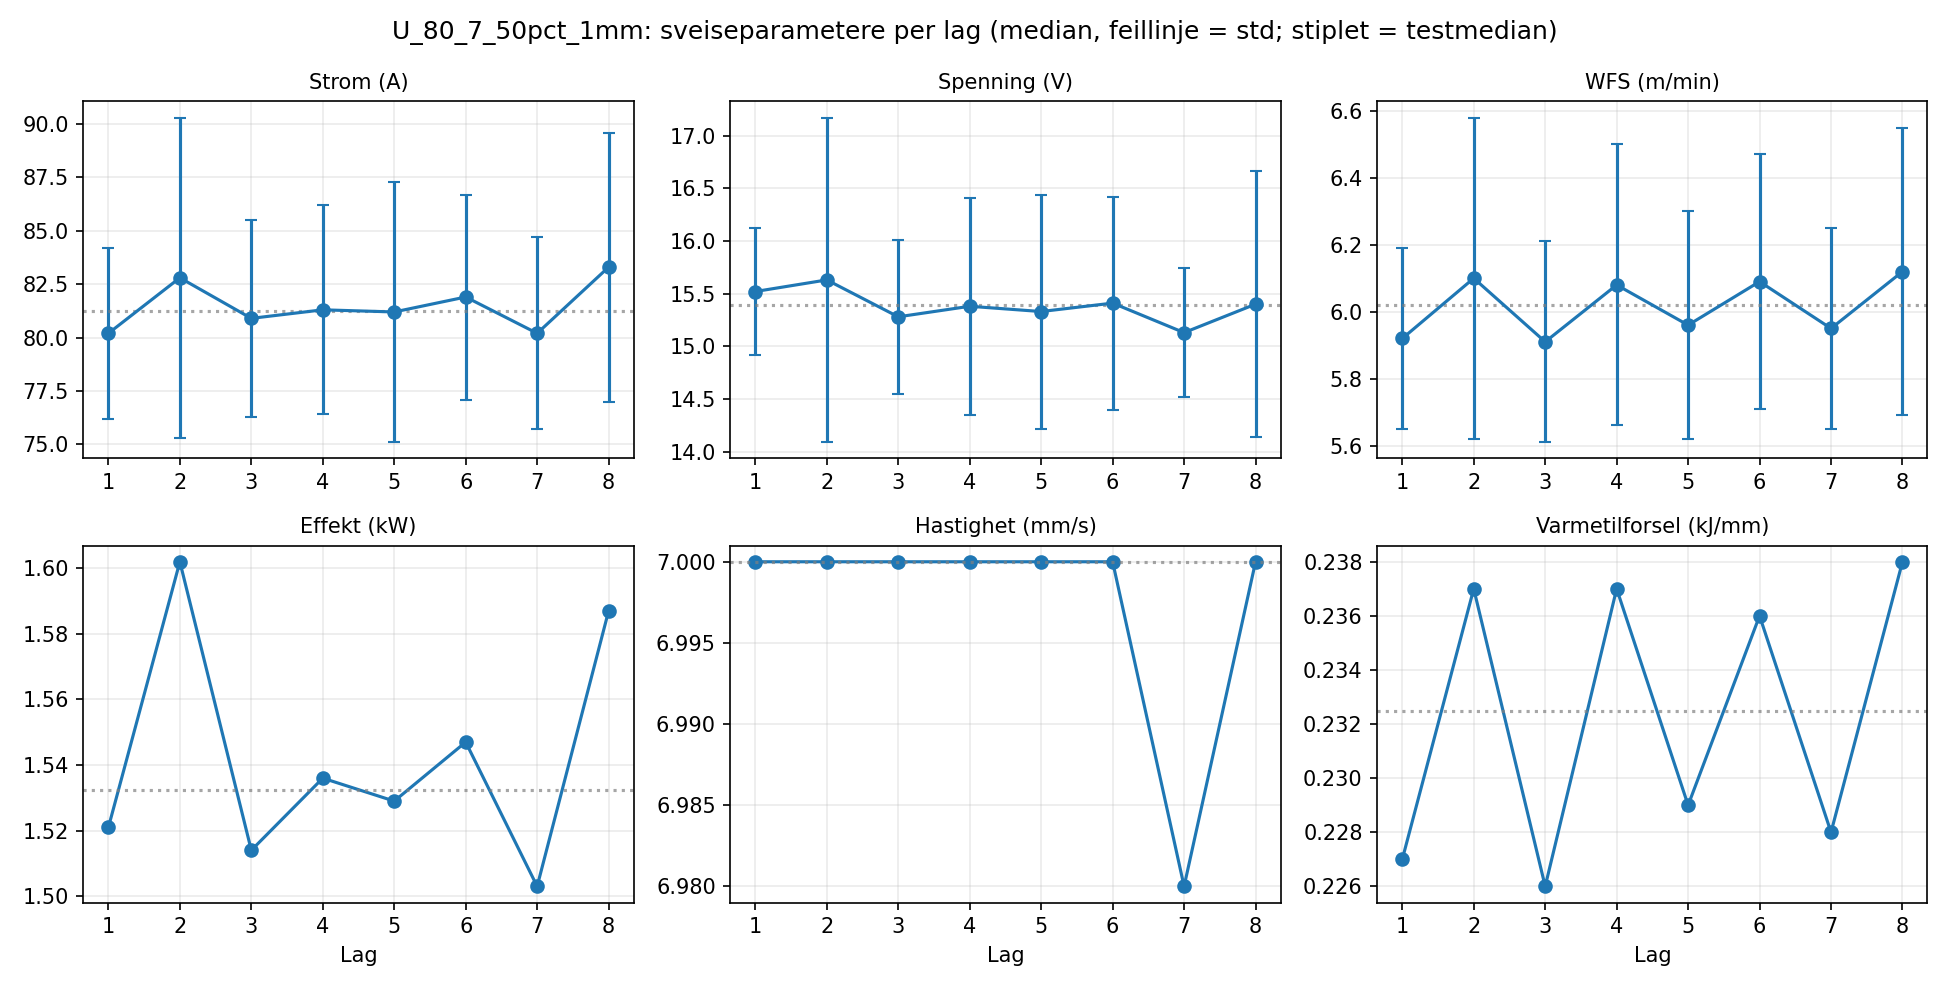 U_80_7_50pct_1mm: sveiseparametere per lag (median, feillinje = std; stiplet = testmedian)
Strom (A)
90.0
87.5
85.0
82.5
80.0
77.5
75.0
1 2 3 4 5 6 7 8
Spenning (V)
17.0
16.5
16.0
15.5
15.0
14.5
14.0
1 2 3 4 5 6 7 8
WFS (m/min)
6.6
6.4
6.2
6.0
5.8
5.6
1 2 3 4 5 6 7 8
Effekt (kW)
1.60
1.58
1.56
1.54
1.52
1.50
1 2 3 4 5 6 7 8
Lag
Hastighet (mm/s)
7.000
6.995
6.990
6.985
6.980
1 2 3 4 5 6 7 8
Lag
Varmetilforsel (kJ/mm)
0.238
0.236
0.234
0.232
0.230
0.228
0.226
1 2 3 4 5 6 7 8
Lag